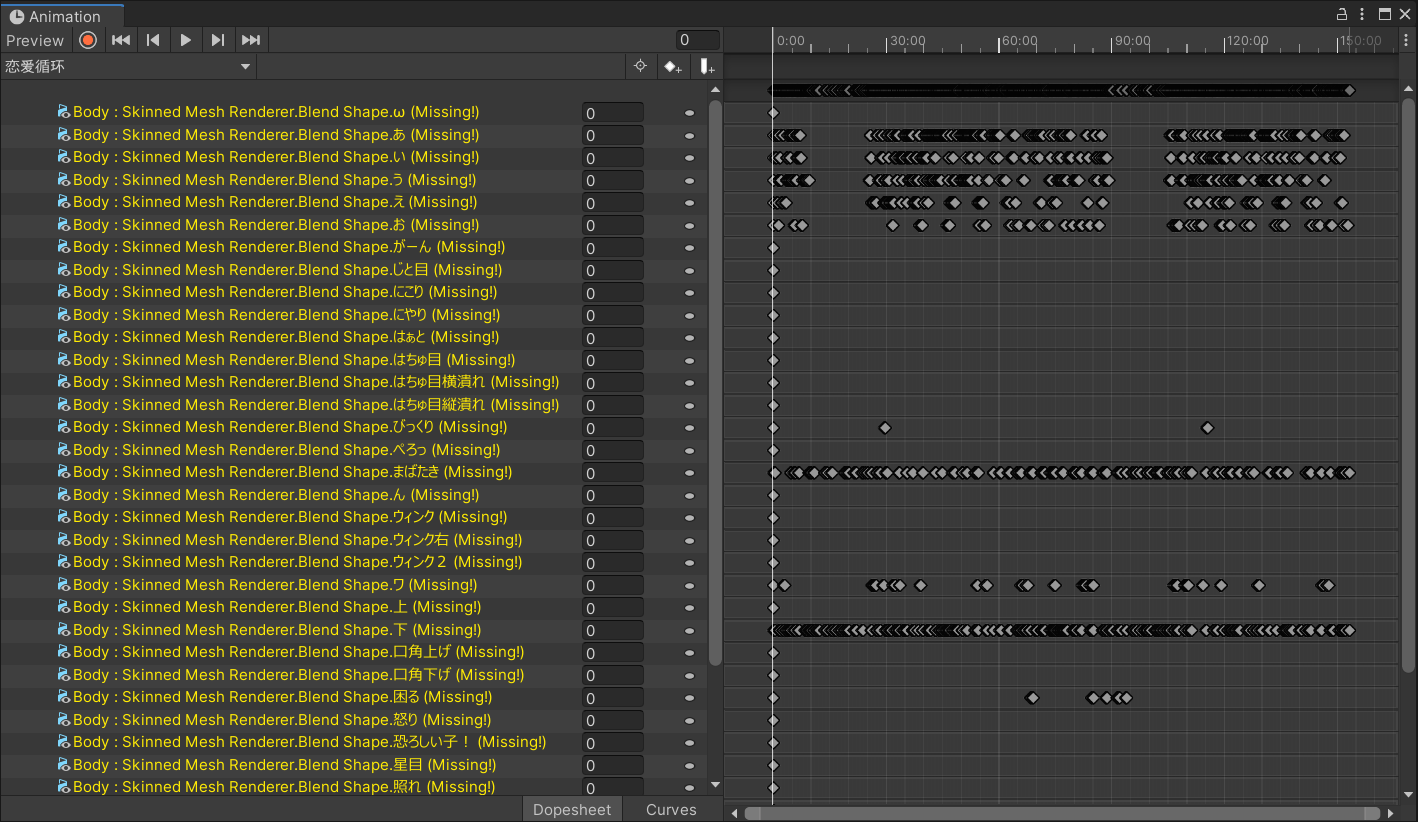 Animation
Preview 0 0:00 30:00 60:00 90:00 120:00 150:00
恋爱循环
Body : Skinned Mesh Renderer.Blend Shape.ω (Missing!) 0
Body : Skinned Mesh Renderer.Blend Shape.あ (Missing!) 0
Body : Skinned Mesh Renderer.Blend Shape.い (Missing!) 0
Body : Skinned Mesh Renderer.Blend Shape.う (Missing!) 0
Body : Skinned Mesh Renderer.Blend Shape.え (Missing!) 0
Body : Skinned Mesh Renderer.Blend Shape.お (Missing!) 0
Body : Skinned Mesh Renderer.Blend Shape.がーん (Missing!) 0
Body : Skinned Mesh Renderer.Blend Shape.じと目 (Missing!) 0
Body : Skinned Mesh Renderer.Blend Shape.にこり (Missing!) 0
Body : Skinned Mesh Renderer.Blend Shape.にやり (Missing!) 0
Body : Skinned Mesh Renderer.Blend Shape.はぁと (Missing!) 0
Body : Skinned Mesh Renderer.Blend Shape.はちゅ目 (Missing!) 0
Body : Skinned Mesh Renderer.Blend Shape.はちゅ目横潰れ (Missing!) 0
Body : Skinned Mesh Renderer.Blend Shape.はちゅ目縦潰れ (Missing!) 0
Body : Skinned Mesh Renderer.Blend Shape.びっくり (Missing!) 0
Body : Skinned Mesh Renderer.Blend Shape.ぺろっ (Missing!) 0
Body : Skinned Mesh Renderer.Blend Shape.まばたき (Missing!) 0
Body : Skinned Mesh Renderer.Blend Shape.ん (Missing!) 0
Body : Skinned Mesh Renderer.Blend Shape.ウィンク (Missing!) 0
Body : Skinned Mesh Renderer.Blend Shape.ウィンク右 (Missing!) 0
Body : Skinned Mesh Renderer.Blend Shape.ウィンク２ (Missing!) 0
Body : Skinned Mesh Renderer.Blend Shape.ワ (Missing!) 0
Body : Skinned Mesh Renderer.Blend Shape.上 (Missing!) 0
Body : Skinned Mesh Renderer.Blend Shape.下 (Missing!) 0
Body : Skinned Mesh Renderer.Blend Shape.口角上げ (Missing!) 0
Body : Skinned Mesh Renderer.Blend Shape.口角下げ (Missing!) 0
Body : Skinned Mesh Renderer.Blend Shape.困る (Missing!) 0
Body : Skinned Mesh Renderer.Blend Shape.怒り (Missing!) 0
Body : Skinned Mesh Renderer.Blend Shape.恐ろしい子！ (Missing!) 0
Body : Skinned Mesh Renderer.Blend Shape.星目 (Missing!) 0
Body : Skinned Mesh Renderer.Blend Shape.照れ (Missing!) 0
Dopesheet Curves